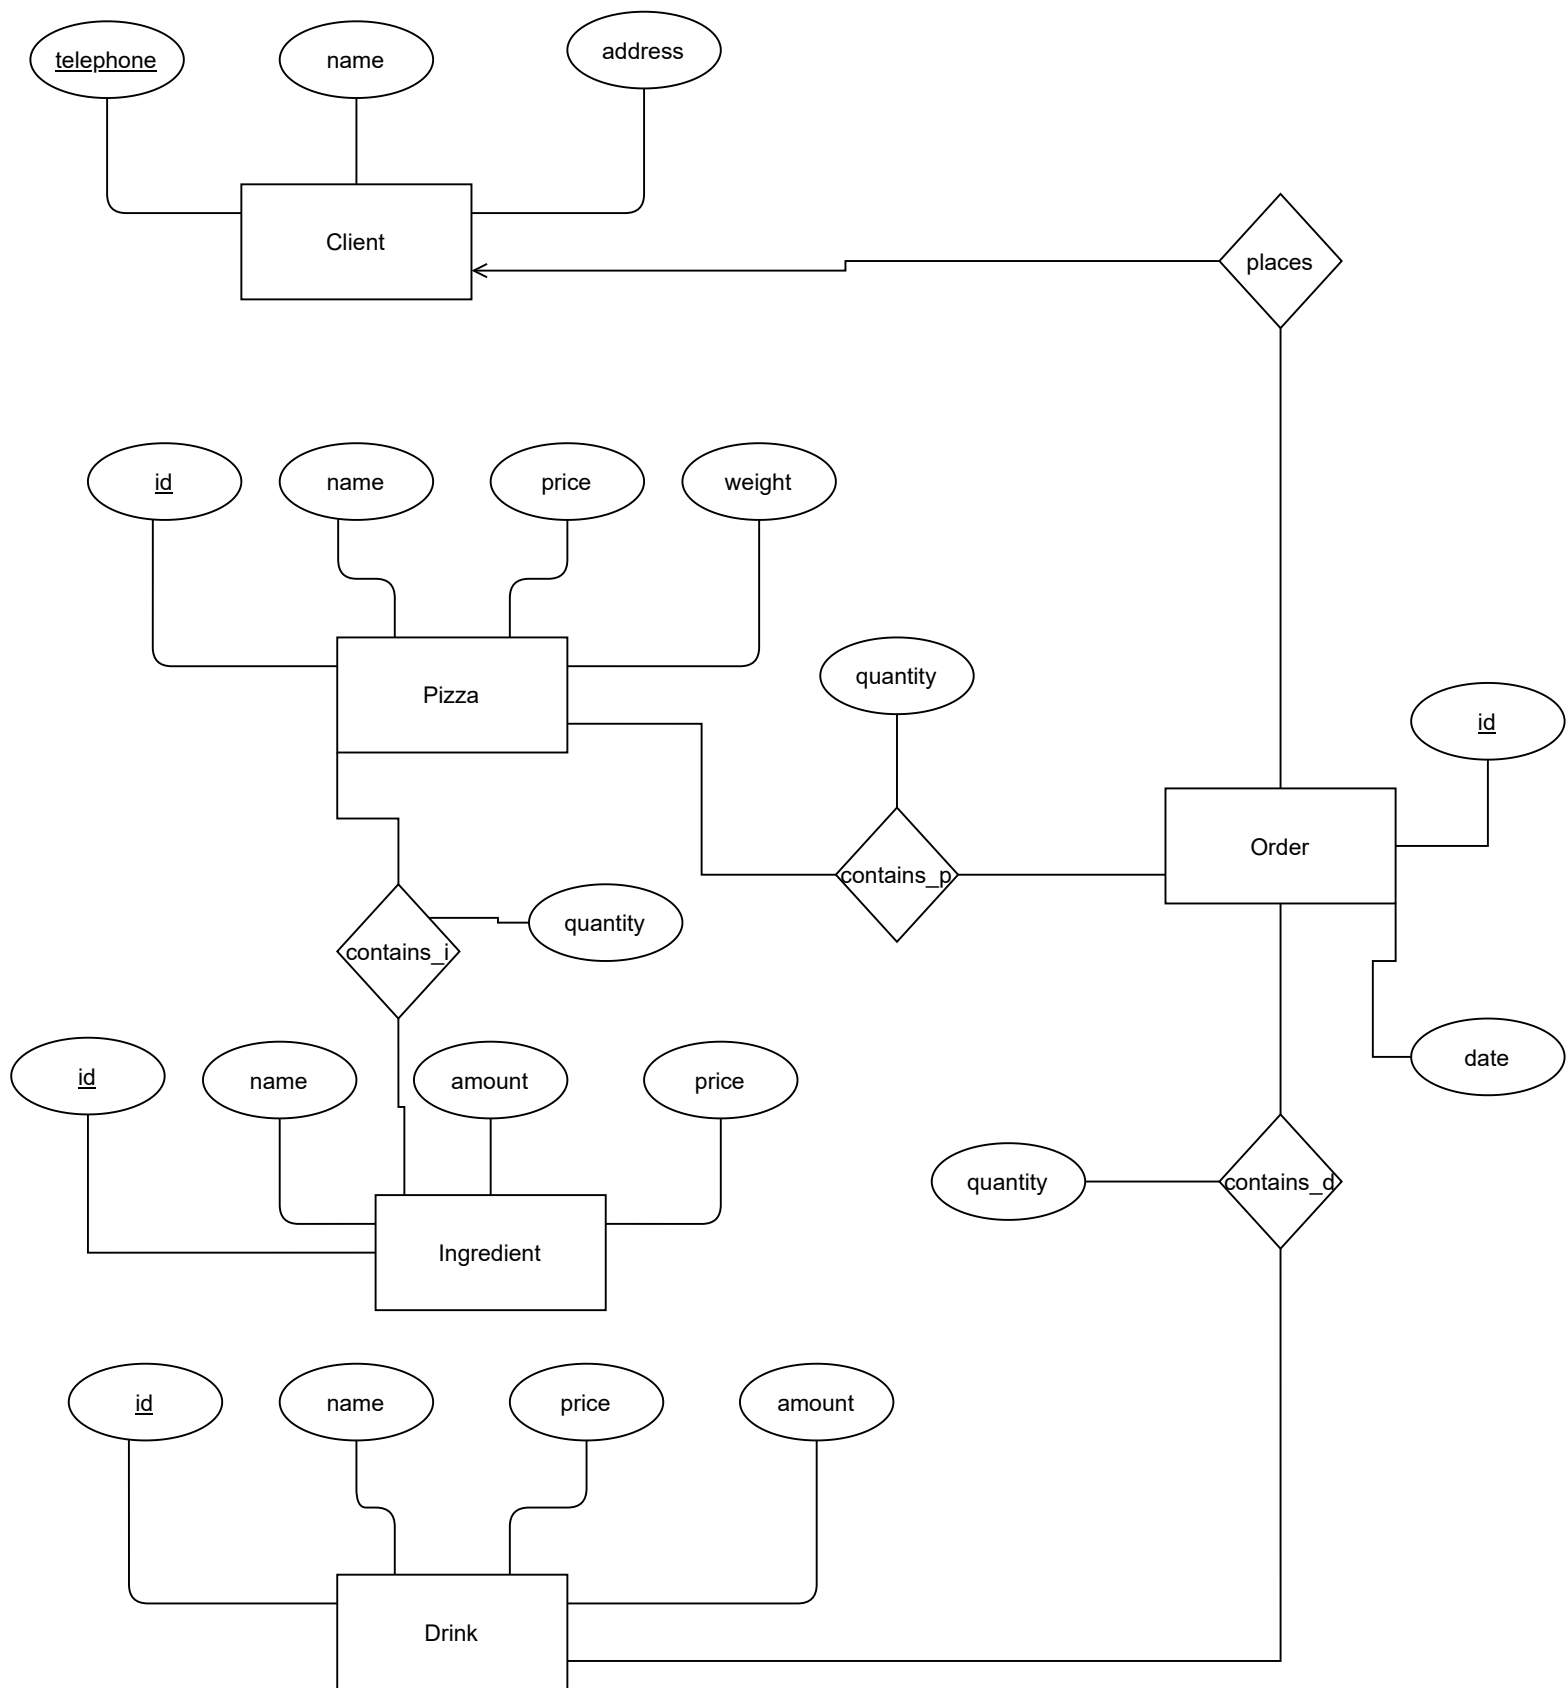 telephone
name
address
Client
places
id
name
price
weight
Pizza
quantity
id
Order
contains_p
quantity
contains_i
date
id
name
amount
price
quantity
contains_d
Ingredient
id
name
price
amount
Drink